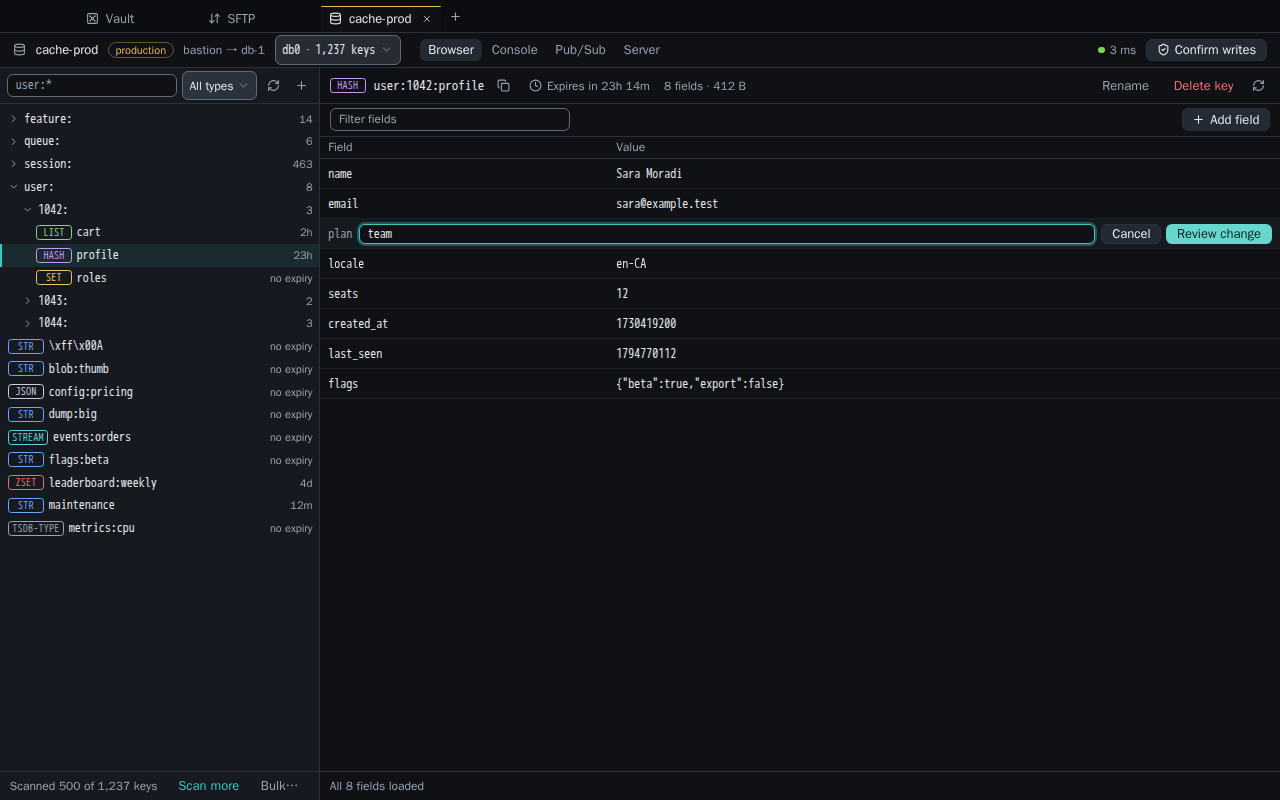 Vault SFTP cache-prod
cache-prod production bastion → db-1 db0 · 1,237 keys Browser Console Pub/Sub Server 3 ms Confirm writes
user:* All types
HASH user:1042:profile Expires in 23h 14m 8 fields · 412 B Rename Delete key
feature: 14
queue: 6
session: 463
user: 8
1042: 3
LIST cart 2h
HASH profile 23h
SET roles no expiry
1043: 2
1044: 3
STR \xff\x00A no expiry
STR blob:thumb no expiry
JSON config:pricing no expiry
STR dump:big no expiry
STREAM events:orders no expiry
STR flags:beta no expiry
ZSET leaderboard:weekly 4d
STR maintenance 12m
TSDB-TYPE metrics:cpu no expiry
Scanned 500 of 1,237 keys Scan more Bulk···
Filter fields Add field
Field Value
name Sara Moradi
email sara@example.test
plan team Cancel Review change
locale en-CA
seats 12
created_at 1730419200
last_seen 1794770112
flags {"beta":true,"export":false}
All 8 fields loaded